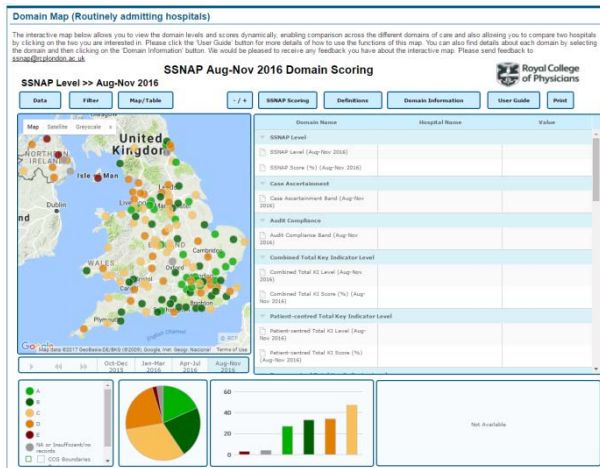 Domain Map (Routinely admitting hospitals)
The interactive map below allows you to view the domain levels and scores dynamically, enabling comparison across the different domains of care and also allowing you to compare two hospitals
by clicking on the two you are interested in. Please click the 'User Guide' button for more details of how to use the functions of this map. You can also find details about each domain by selecting
the domain and then clicking on the 'Domain Information' button. We would be pleased to receive any feedback you have about the interactive map. Please send feedback to
ssnap@rcplondon.ac.uk
SSNAP Aug-Nov 2016 Domain Scoring
Royal College
of Physicians
SSNAP Level >> Aug-Nov 2016
Data Filter Map/Table - / + SSNAP Scoring Definitions Domain Information User Guide Print
Map Satellite Greyscale x
United
Kingdom
NORTHERN
IRELAND
Isle of Man
Dublin
Leeds
WALES
Cambridge
Oxford
Brighton
Plymouth
English Channel
Google
Map data ©2017 GeoBasis-DE/BKG (©2009), Google, Inst. Geogr. Nacional Terms of Use
© RCP
Oct-Dec 2015 Jan-Mar 2016 Apr-Jul 2016 Aug-Nov 2016
Domain Name Hospital Name Value
SSNAP Level
SSNAP Level (Aug-Nov 2016)
SSNAP Score (%) (Aug-Nov 2016)
Case Ascertainment
Case Ascertainment Band (Aug-Nov
2016)
Audit Compliance
Audit Compliance Band (Aug-Nov
2016)
Combined Total Key Indicator Level
Combined Total KI Level (Aug-Nov
2016)
Combined Total KI Score (%) (Aug-
Nov 2016)
Patient-centred Total Key Indicator Level
Patient-centred Total KI Level (Aug-
Nov 2016)
Patient-centred Total KI Score (%)
(Aug-Nov 2016)
A
B
C
D
E
NA or Insufficient/no
records
CCG Boundaries
60
40
20
0
Not Available